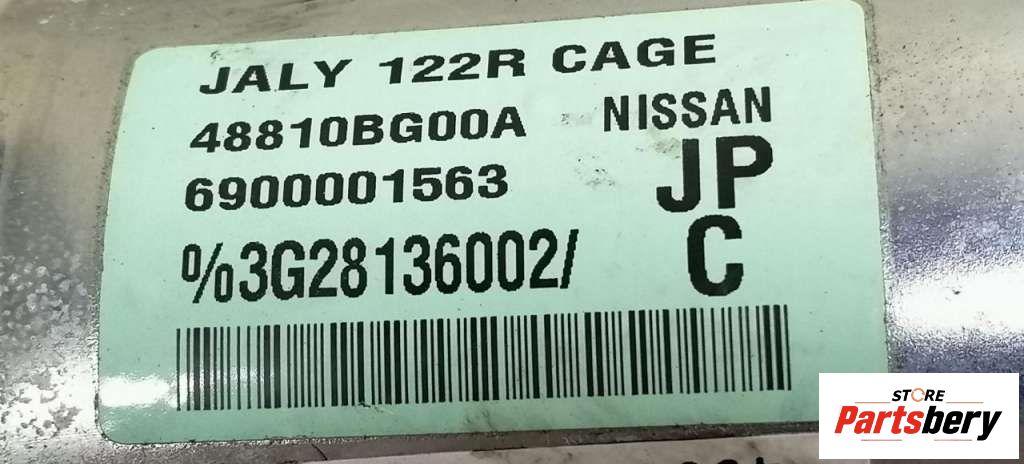 JALY 122R CAGE
48810BG00A NISSAN
6900001563 JP
%3G28136002/ C
STORE
Partsbery